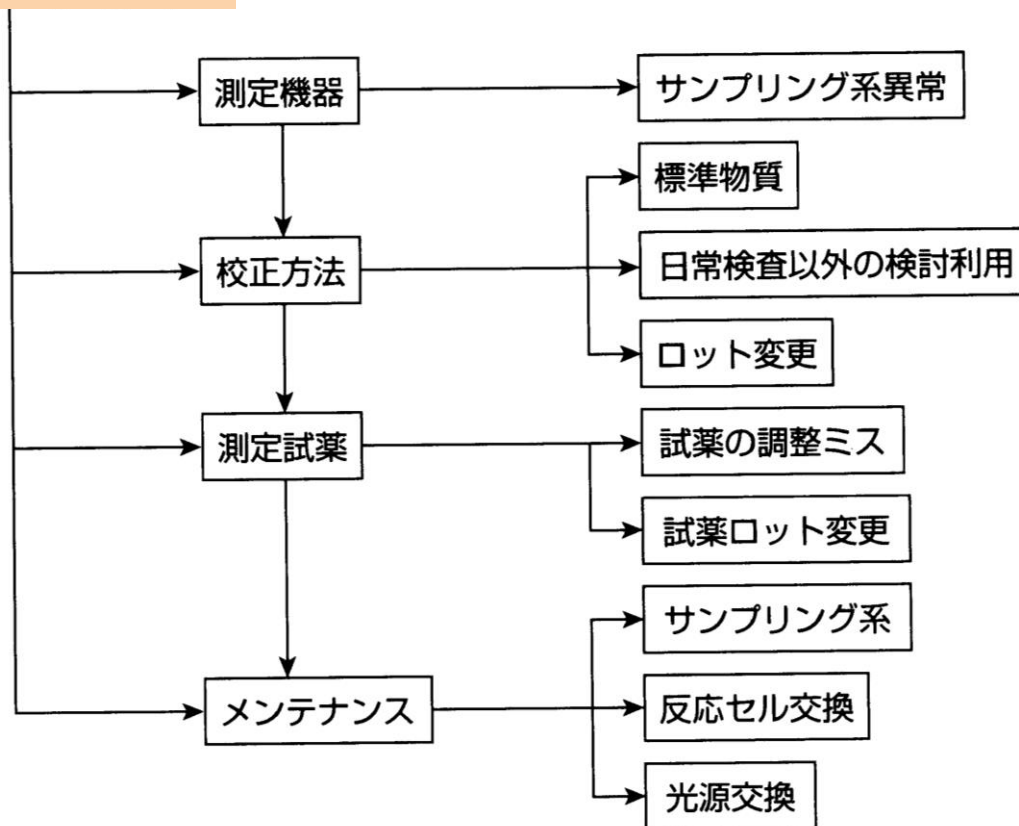 測定機器
サンプリング系異常
標準物質
校正方法
日常検査以外の検討利用
ロット変更
測定試薬
試薬の調整ミス
試薬ロット変更
サンプリング系
メンテナンス
反応セル交換
光源交換